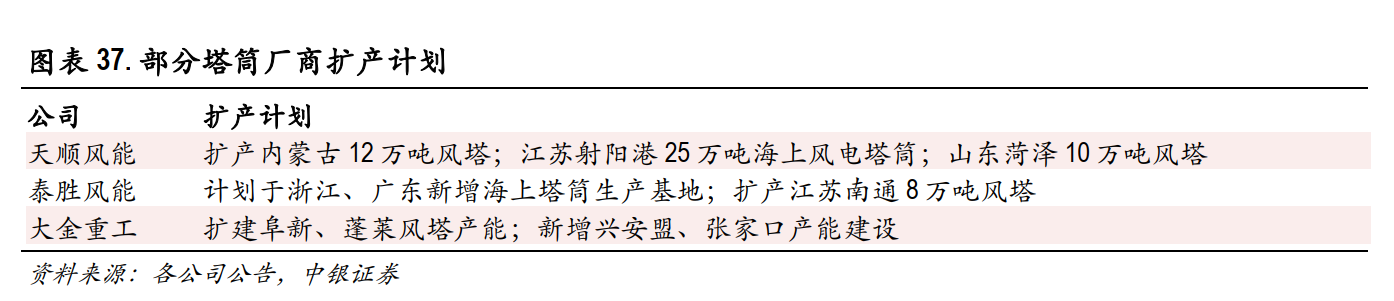 图表 37. 部分塔筒厂商扩产计划
公司 扩产计划
天顺风能 扩产内蒙古 12 万吨风塔；江苏射阳港 25 万吨海上风电塔筒；山东菏泽 10 万吨风塔
泰胜风能 计划于浙江、广东新增海上塔筒生产基地；扩产江苏南通 8 万吨风塔
大金重工 扩建阜新、蓬莱风塔产能；新增兴安盟、张家口产能建设
资料来源：各公司公告，中银证券